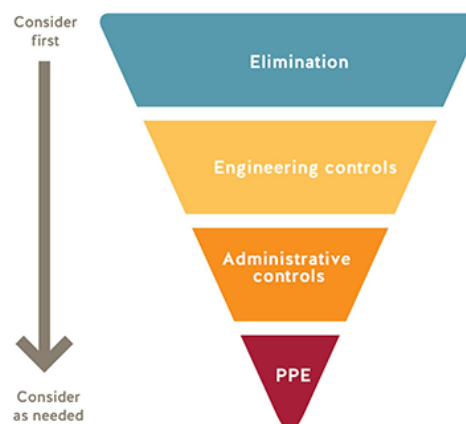 Consider
first
Elimination
Engineering controls
Administrative
controls
PPE
Consider
as needed